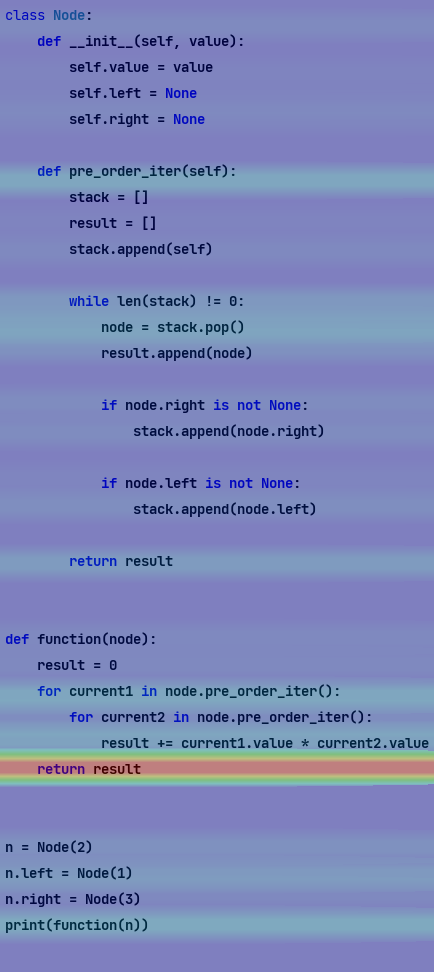 class Node:
    def __init__(self, value):
        self.value = value
        self.left = None
        self.right = None

    def pre_order_iter(self):
        stack = []
        result = []
        stack.append(self)

        while len(stack) != 0:
            node = stack.pop()
            result.append(node)

            if node.right is not None:
                stack.append(node.right)

            if node.left is not None:
                stack.append(node.left)

        return result


def function(node):
    result = 0
    for current1 in node.pre_order_iter():
        for current2 in node.pre_order_iter():
            result += current1.value * current2.value
    return result


n = Node(2)
n.left = Node(1)
n.right = Node(3)
print(function(n))